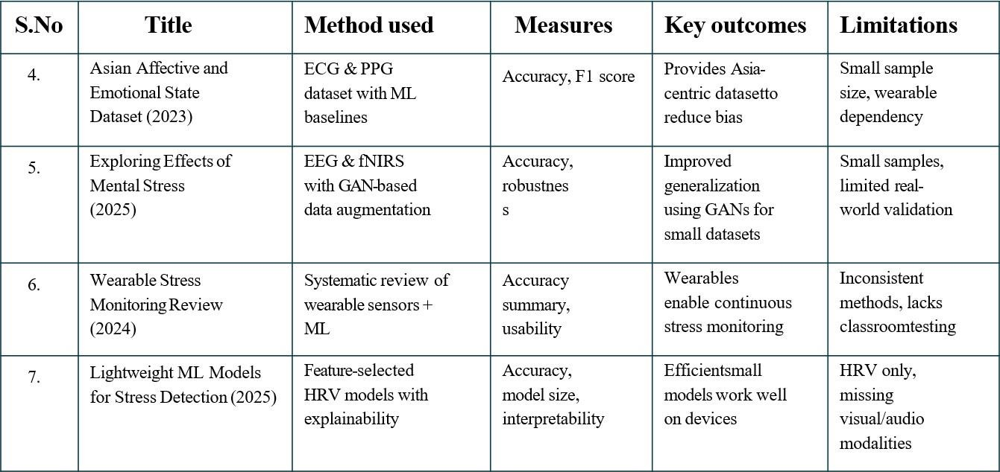 S.No Title Method used Measures Key outcomes Limitations
4.
Asian Affective and
Emotional State
Dataset (2023)
ECG & PPG
dataset with ML
baselines
Accuracy, F1 score
Provides Asia-
centric datasetto
reduce bias
Small sample
size, wearable
dependency
5.
Exploring Effects of
Mental Stress
(2025)
EEG & fNIRS
with GAN-based
data augmentation
Accuracy,
robustnes
s
Improved
generalization
using GANs for
small datasets
Small samples,
limited real-
world validation
6.
Wearable Stress
MonitoringReview
(2024)
Systematic review of
wearable sensors +
ML
Accuracy
summary,
usability
Wearables
enable continuous
stress monitoring
Inconsistent
methods, lacks
classroomtesting
7.
Lightweight ML Models
for Stress Detection (2025)
Feature-selected
HRV models with
explainability
Accuracy,
model size,
interpretability
Efficientsmall
models work well
on devices
HRV only,
missing
visual/audio
modalities